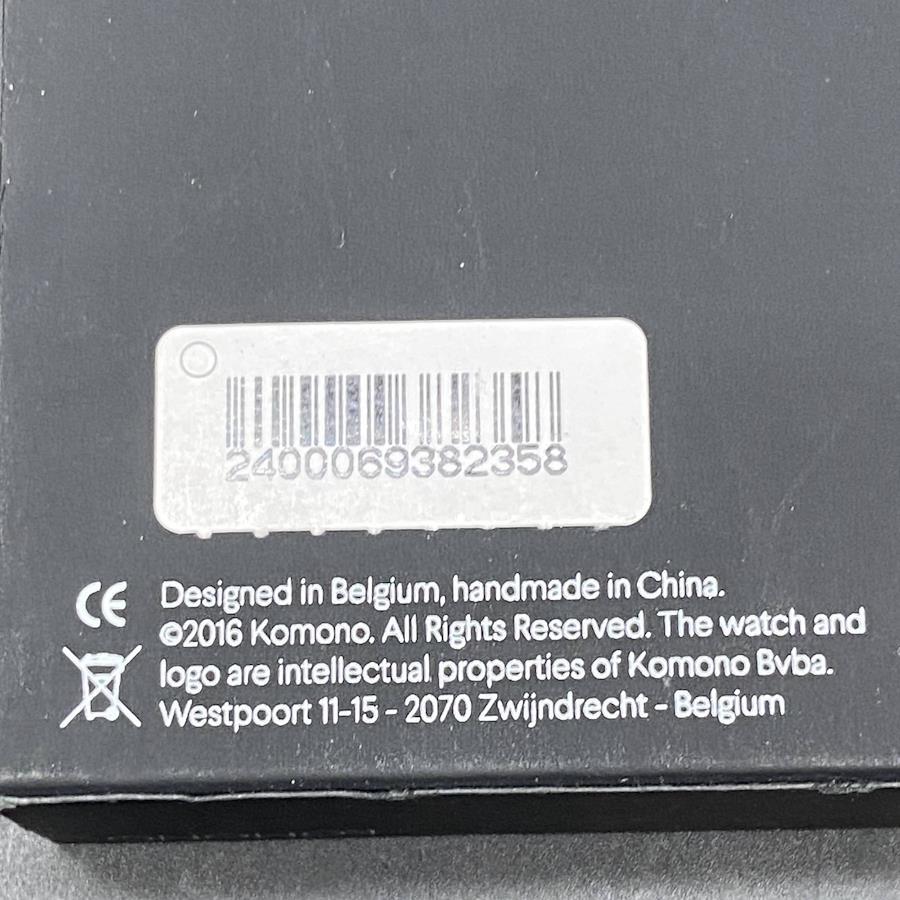 2400069382358
CE Designed in Belgium, handmade in China.
©2016 Komono. All Rights Reserved. The watch and
logo are intellectual properties of Komono Bvba.
Westpoort 11-15 - 2070 Zwijndrecht - Belgium